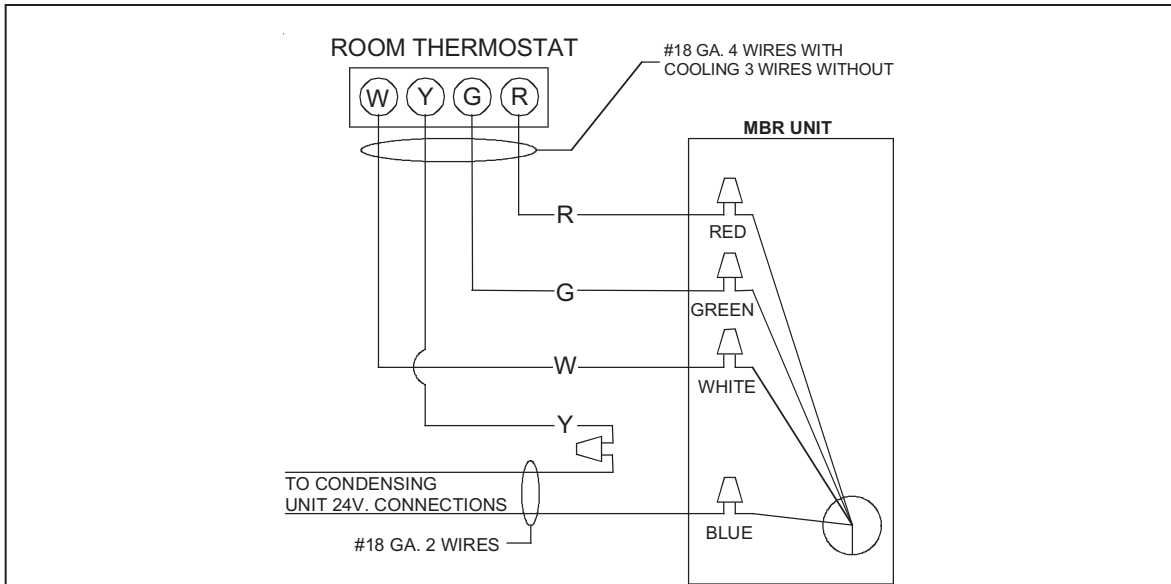 ROOM THERMOSTAT
#18 GA. 4 WIRES WITH
COOLING 3 WIRES WITHOUT
W Y G R
MBR UNIT
R
RED
G
GREEN
W
WHITE
Y
TO CONDENSING
UNIT 24V. CONNECTIONS
BLUE
#18 GA. 2 WIRES